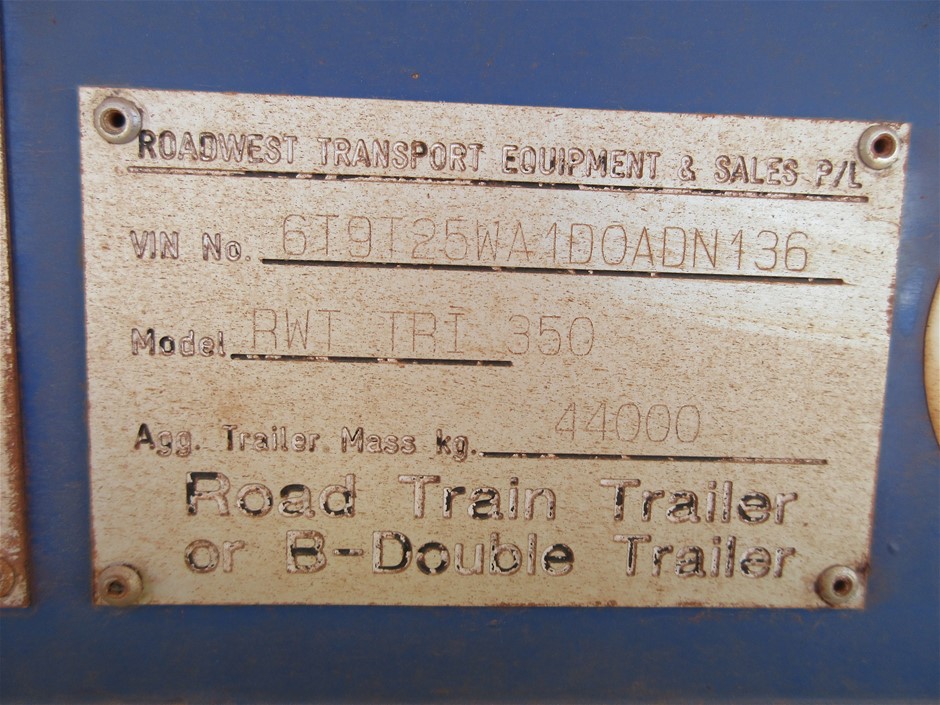 ROADWEST TRANSPORT EQUIPMENT & SALES P/L
VIN No. 6T9T25WA1D0ADN136
Model RWT TRI 350
Agg. Trailer Mass kg. 44000
Road Train Trailer
or B-Double Trailer